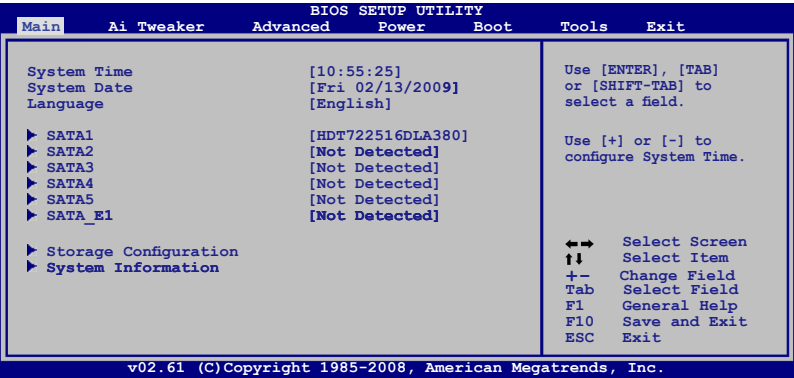 BIOS SETUP UTILITY
Main Ai Tweaker Advanced Power Boot Tools Exit
System Time [10:55:25]
System Date [Fri 02/13/2009]
Language [English]
SATA1 [HDT722516DLA380]
SATA2 [Not Detected]
SATA3 [Not Detected]
SATA4 [Not Detected]
SATA5 [Not Detected]
SATA_E1 [Not Detected]
Storage Configuration
System Information
Use [ENTER], [TAB]
or [SHIFT-TAB] to
select a field.
Use [+] or [-] to
configure System Time.
←→ Select Screen
↑↓ Select Item
+- Change Field
Tab Select Field
F1 General Help
F10 Save and Exit
ESC Exit
v02.61 (C)Copyright 1985-2008, American Megatrends, Inc.